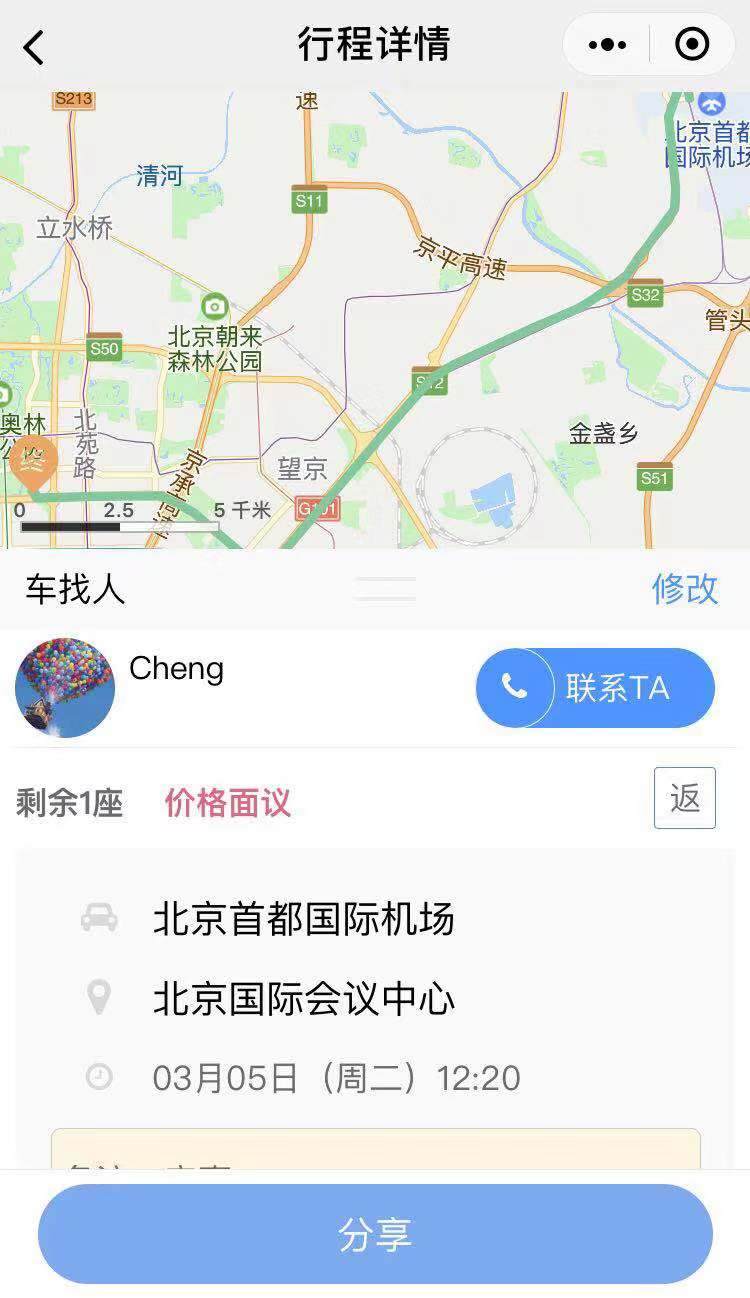 行程详情
S213
速
北京首都
国际机场
清河
S11
立水桥
京平高速
S32
管头
北京朝来
森林公园
S50
S12
奥林
北苑路
金盏乡
望京
S51
京承高速
G101
0 2.5 5 千米
车找人
修改
Cheng
联系TA
剩余1座 价格面议
返
北京首都国际机场
北京国际会议中心
03月05日（周二）12:20
分享